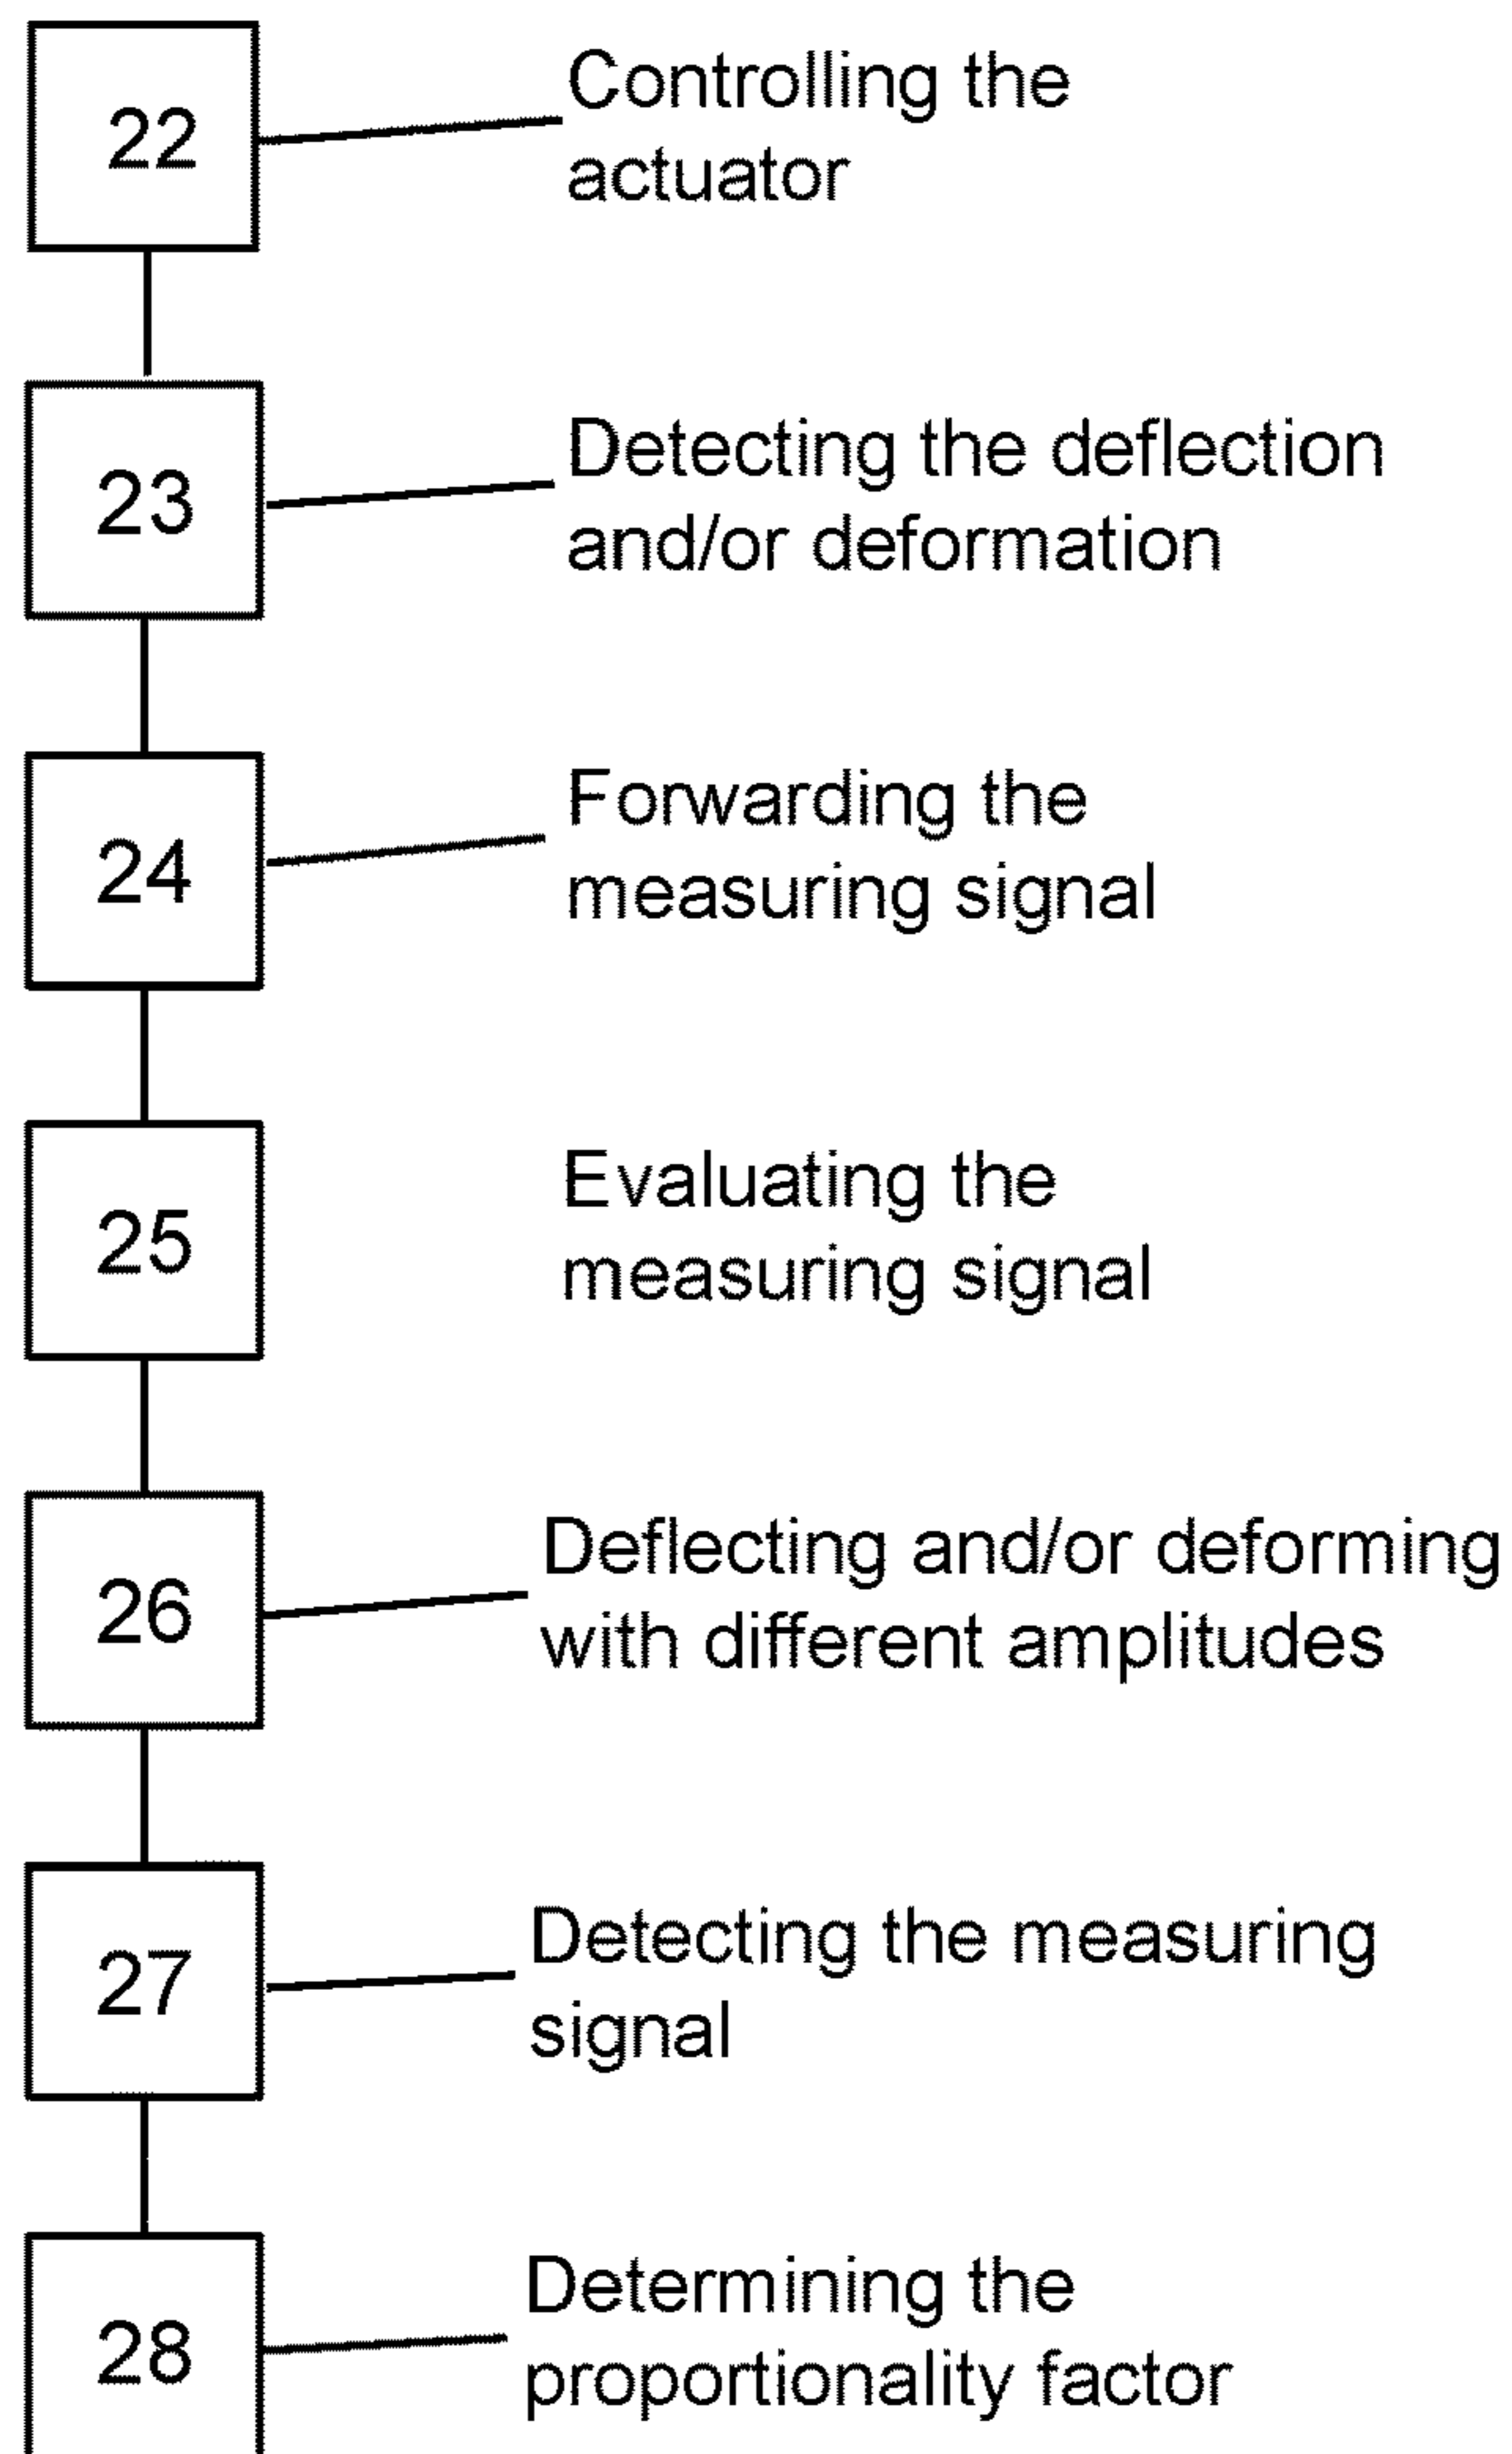 22
Controlling the
actuator
23
Detecting the deflection
and/or deformation
24
Forwarding the
measuring signal
25
Evaluating the
measuring signal
26
Deflecting and/or deforming
with different amplitudes
27
Detecting the measuring
signal
28
Determining the
proportionality factor